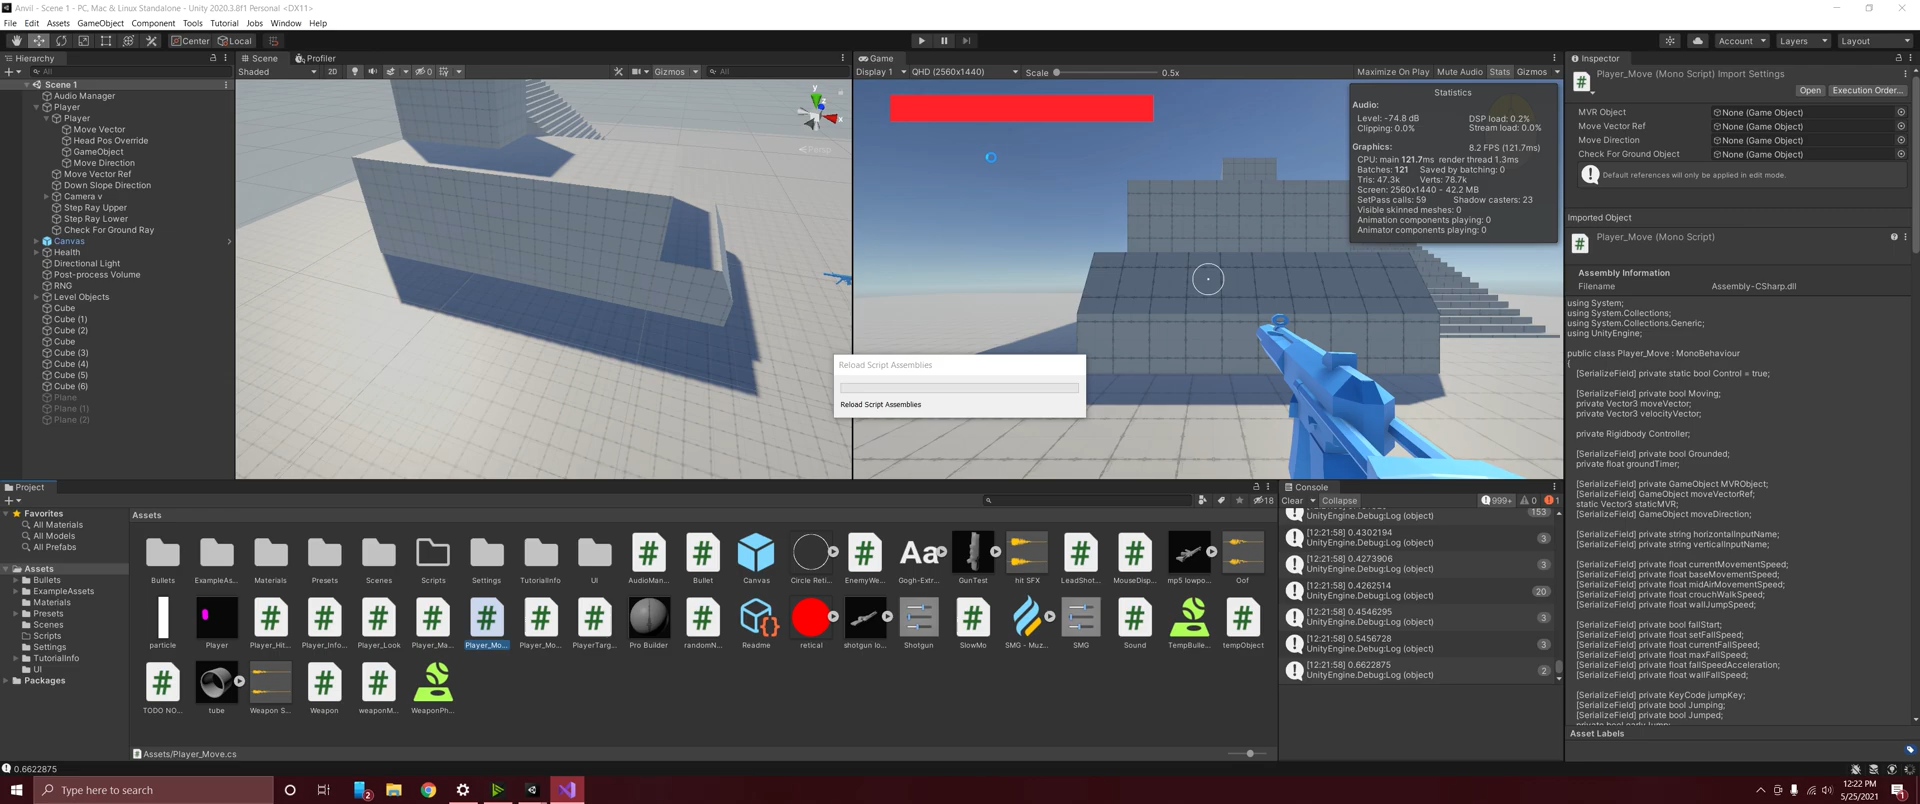 Anvil - Scene 1 - PC, Mac & Linux Standalone - Unity 2020.3.8f1 Personal <DX11>
File Edit Assets GameObject Component Tools Tutorial Jobs Window Help
Center Local
Account Layers Layout
Hierarchy
All
Scene 1
Audio Manager
Player
Player
Move Vector
Head Pos Override
GameObject
Move Direction
Move Vector Ref
Down Slope Direction
Camera v
Step Ray Upper
Step Ray Lower
Check For Ground Ray
Canvas
Health
Directional Light
Post-process Volume
RNG
Level Objects
Cube
Cube (1)
Cube (2)
Cube
Cube (3)
Cube (4)
Cube (5)
Cube (6)
Plane
Plane (1)
Plane (2)
Scene Profiler
Shaded 2D 0 Gizmos All
y
x
Persp
Game
Display 1 QHD (2560x1440) Scale 0.5x Maximize On Play Mute Audio Stats Gizmos
Statistics
Audio:
Level: -74.8 dB DSP load: 0.2%
Clipping: 0.0% Stream load: 0.0%
Graphics: 8.2 FPS (121.7ms)
CPU: main 121.7ms render thread 1.3ms
Batches: 121 Saved by batching: 0
Tris: 47.3k Verts: 78.7k
Screen: 2560x1440 - 42.2 MB
SetPass calls: 59 Shadow casters: 23
Visible skinned meshes: 0
Animation components playing: 0
Animator components playing: 0
Reload Script Assemblies
Reload Script Assemblies
Inspector
Player_Move (Mono Script) Import Settings
Open Execution Order...
MVR Object None (Game Object)
Move Vector Ref None (Game Object)
Move Direction None (Game Object)
Check For Ground Object None (Game Object)
Default references will only be applied in edit mode.
Imported Object
Player_Move (Mono Script)
Assembly Information
Filename Assembly-CSharp.dll
using System;
using System.Collections;
using System.Collections.Generic;
using UnityEngine;
public class Player_Move : MonoBehaviour
{
[SerializeField] private static bool Control = true;
[SerializeField] private bool Moving;
private Vector3 moveVector;
private Vector3 velocityVector;
private Rigidbody Controller;
[SerializeField] private bool Grounded;
private float groundTimer;
[SerializeField] private GameObject MVRObject;
[SerializeField] GameObject moveVectorRef;
static Vector3 staticMVR;
[SerializeField] GameObject moveDirection;
[SerializeField] private string horizontalInputName;
[SerializeField] private string verticalInputName;
[SerializeField] private float currentMovementSpeed;
[SerializeField] private float baseMovementSpeed;
[SerializeField] private float midAirMovementSpeed;
[SerializeField] private float crouchWalkSpeed;
[SerializeField] private float wallJumpSpeed;
[SerializeField] private bool fallStart;
[SerializeField] private float setFallSpeed;
[SerializeField] private float currentFallSpeed;
[SerializeField] private float maxFallSpeed;
[SerializeField] private float fallSpeedAcceleration;
[SerializeField] private float wallFallSpeed;
[SerializeField] private KeyCode jumpKey;
[SerializeField] private bool Jumping;
[SerializeField] private bool Jumped;
private bool earlyJump;
Asset Labels
Project
18
Favorites
All Materials
All Models
All Prefabs
Assets
Bullets
ExampleAssets
Materials
Presets
Scenes
Scripts
Settings
TutorialInfo
UI
Packages
Assets
Bullets ExampleAs... Materials Presets Scenes Scripts Settings TutorialInfo UI AudioMan... Bullet Canvas Circle Reti... EnemyWe... Gogh-Extr... GunTest hit SFX LeadShot... MouseDisp... mp5 lowpo... Oof
Aa
particle Player Player_Hit... Player_Info... Player_Look Player_Ma... Player_Mo... Player_Mo... PlayerTarg... Pro Builder randomN... Readme retical shotgun lo... Shotgun SlowMo SMG - Muz... SMG Sound TempBulle... tempObject
TODO NO... tube Weapon S... Weapon weaponM... WeaponPh...
Assets/Player_Move.cs
Console
Clear Collapse 999+ 0 1
UnityEngine.Debug:Log (object) 153
[12:21:58] 0.4302194
UnityEngine.Debug:Log (object) 3
[12:21:58] 0.4273906
UnityEngine.Debug:Log (object) 3
[12:21:58] 0.4262514
UnityEngine.Debug:Log (object) 20
[12:21:58] 0.4546295
UnityEngine.Debug:Log (object) 3
[12:21:58] 0.5456728
UnityEngine.Debug:Log (object) 3
[12:21:58] 0.6622875
UnityEngine.Debug:Log (object) 2
0.6622875
Type here to search
2
12:22 PM
5/25/2021
1